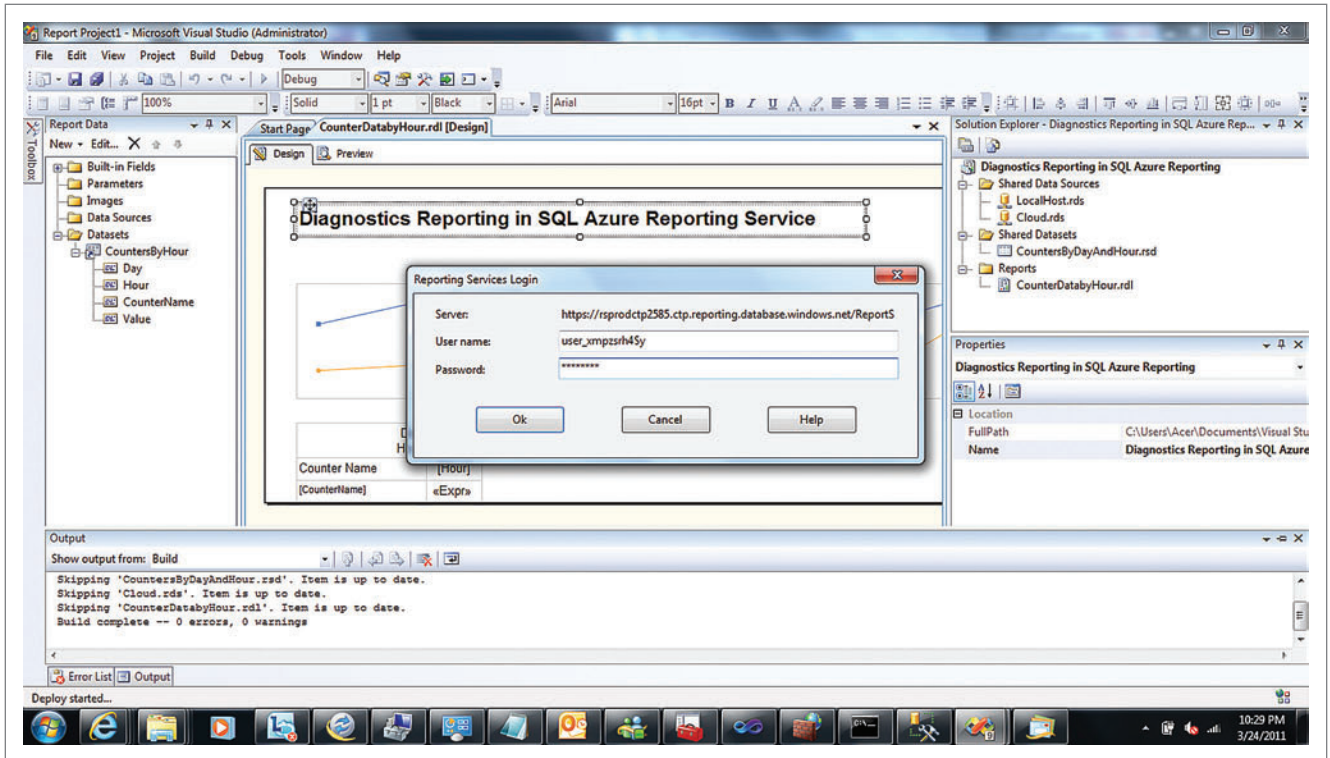 Report Project1 - Microsoft Visual Studio (Administrator)
File Edit View Project Build Debug Tools Window Help
Debug
100% Solid 1 pt Black Arial 16pt B I U A
Toolbox
Report Data
New Edit...
Built-in Fields
Parameters
Images
Data Sources
Datasets
CountersByHour
Day
Hour
CounterName
Value
Start Page CounterDatabyHour.rdl [Design]
Design Preview
Diagnostics Reporting in SQL Azure Reporting Service
Reporting Services Login
Server: https://rsprodctp2585.ctp.reporting.database.windows.net/ReportS
User name: user_xmpzsrh4Sy
Password: ********
Ok Cancel Help
D
H
Counter Name [Hour]
[CounterName] «Expr»
Solution Explorer - Diagnostics Reporting in SQL Azure Rep...
Diagnostics Reporting in SQL Azure Reporting
Shared Data Sources
LocalHost.rds
Cloud.rds
Shared Datasets
CountersByDayAndHour.rsd
Reports
CounterDatabyHour.rdl
Properties
Diagnostics Reporting in SQL Azure Reporting
Location
FullPath C:\Users\Acer\Documents\Visual Stu
Name Diagnostics Reporting in SQL Azure
Output
Show output from: Build
Skipping 'CountersByDayAndHour.rsd'. Item is up to date.
Skipping 'Cloud.rds'. Item is up to date.
Skipping 'CounterDatabyHour.rdl'. Item is up to date.
Build complete -- 0 errors, 0 warnings
Error List Output
Deploy started...
10:29 PM
3/24/2011